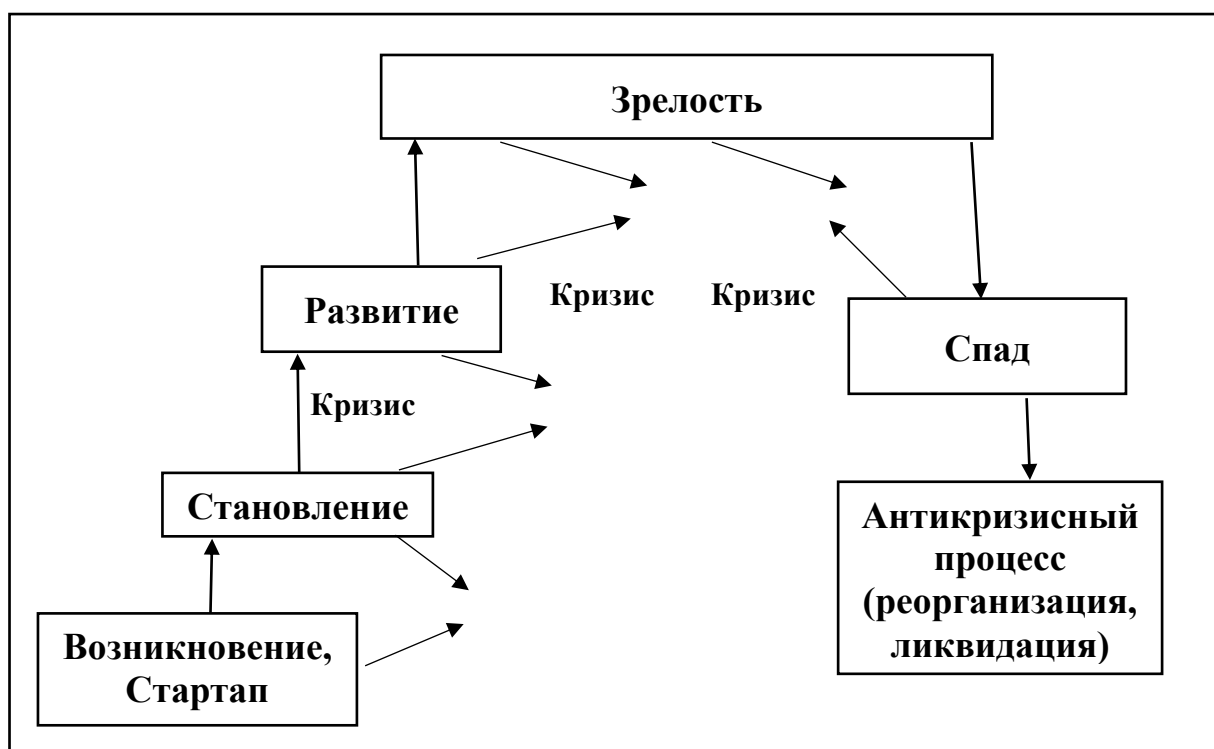 Зрелость
Развитие
Кризис
Кризис
Спад
Кризис
Становление
Антикризисный
процесс
(реорганизация,
ликвидация)
Возникновение,
Стартап